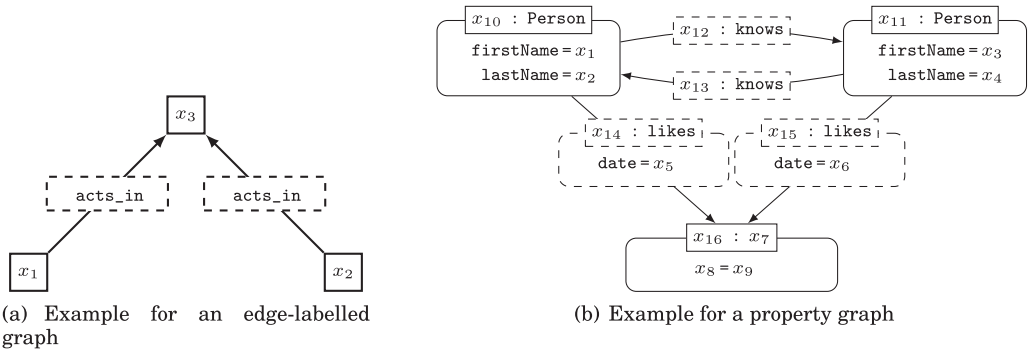 x3
acts_in acts_in
x1 x2
(a) Example for an edge-labelled
graph
x10 : Person
firstName=x1
lastName=x2
x12 : knows
x13 : knows
x11 : Person
firstName=x3
lastName=x4
x14 : likes
date=x5
x15 : likes
date=x6
x16 : x7
x8=x9
(b) Example for a property graph